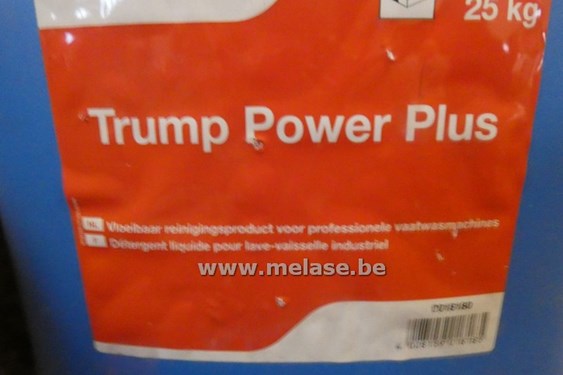 25 kg
Trump Power Plus
NL Vloeibaar reinigingsproduct voor professionele vaatwasmachines
Détergent liquide pour lave-vaisselle industriel
www.melase.be